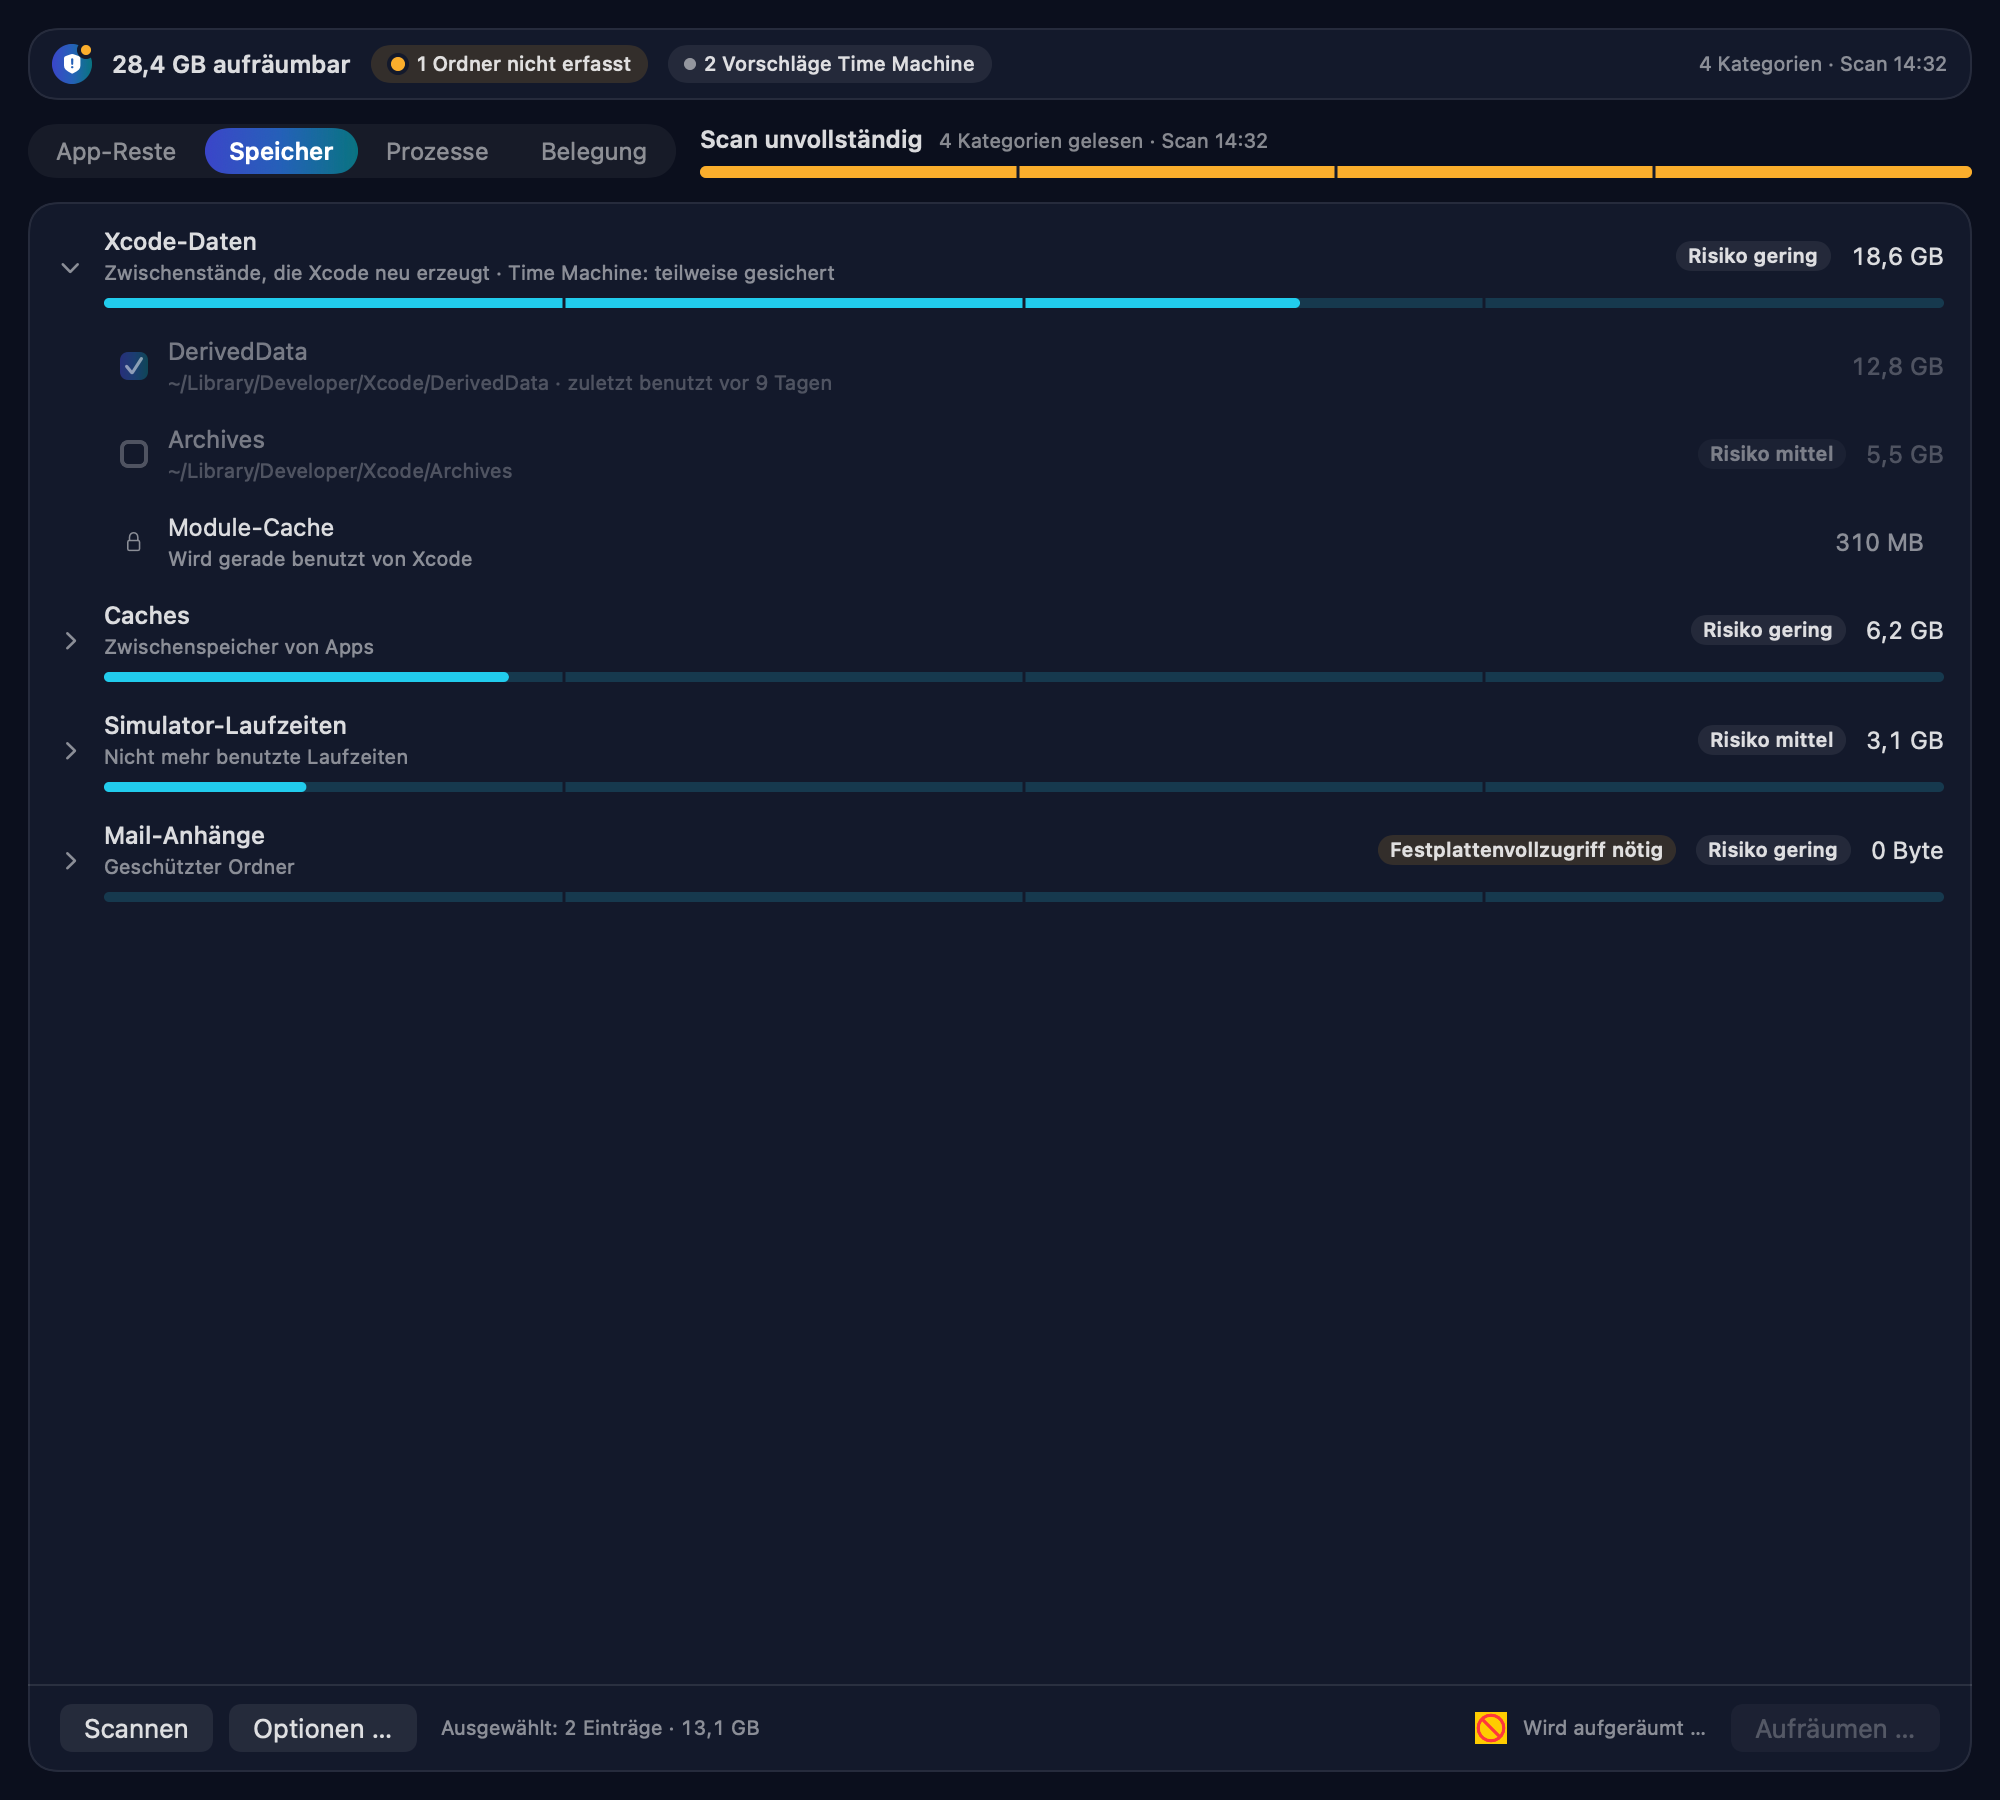 28,4 GB aufräumbar
1 Ordner nicht erfasst
2 Vorschläge Time Machine
4 Kategorien · Scan 14:32
App-Reste
Speicher
Prozesse
Belegung
Scan unvollständig
4 Kategorien gelesen · Scan 14:32
Xcode-Daten
Zwischenstände, die Xcode neu erzeugt · Time Machine: teilweise gesichert
Risiko gering
18,6 GB
DerivedData
~/Library/Developer/Xcode/DerivedData · zuletzt benutzt vor 9 Tagen
12,8 GB
Archives
~/Library/Developer/Xcode/Archives
Risiko mittel
5,5 GB
Module-Cache
Wird gerade benutzt von Xcode
310 MB
Caches
Zwischenspeicher von Apps
Risiko gering
6,2 GB
Simulator-Laufzeiten
Nicht mehr benutzte Laufzeiten
Risiko mittel
3,1 GB
Mail-Anhänge
Geschützter Ordner
Festplattenvollzugriff nötig
Risiko gering
0 Byte
Scannen
Optionen ...
Ausgewählt: 2 Einträge · 13,1 GB
Wird aufgeräumt ...
Aufräumen ...